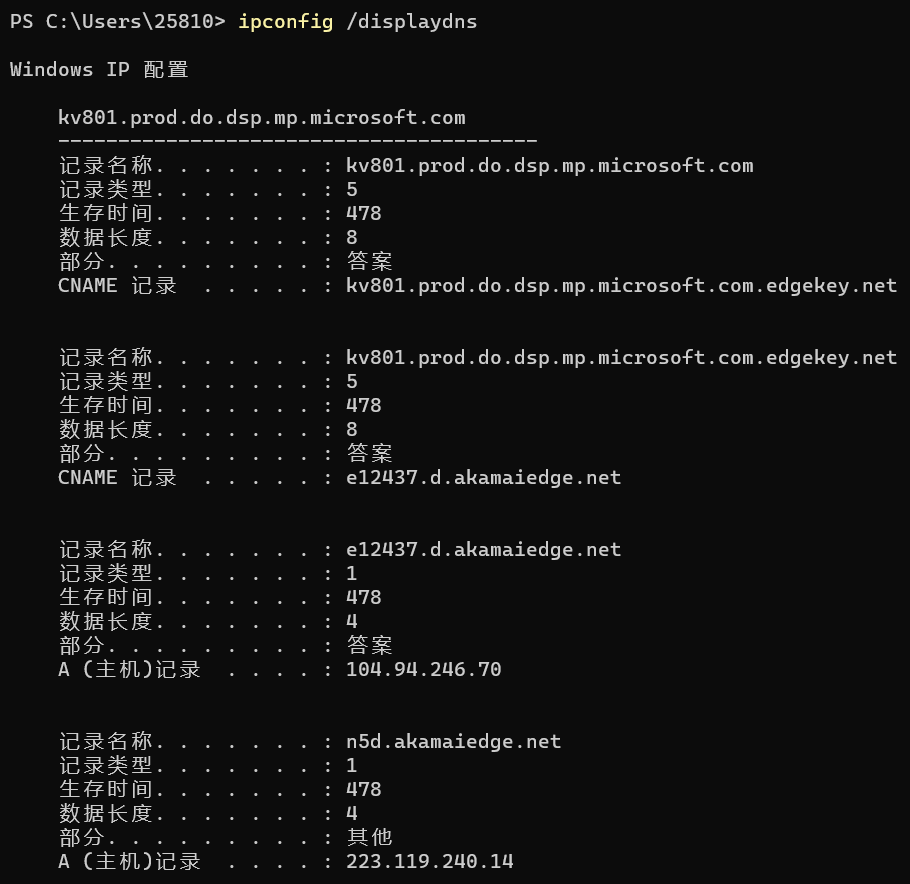 PS C:\Users\25810> ipconfig /displaydns
Windows IP 配置
kv801.prod.do.dsp.mp.microsoft.com
----------------------------------------
记录名称. . . . . . . : kv801.prod.do.dsp.mp.microsoft.com
记录类型. . . . . . . : 5
生存时间. . . . . . . : 478
数据长度. . . . . . . : 8
部分. . . . . . . . . : 答案
CNAME 记录  . . . . . : kv801.prod.do.dsp.mp.microsoft.com.edgekey.net
记录名称. . . . . . . : kv801.prod.do.dsp.mp.microsoft.com.edgekey.net
记录类型. . . . . . . : 5
生存时间. . . . . . . : 478
数据长度. . . . . . . : 8
部分. . . . . . . . . : 答案
CNAME 记录  . . . . . : e12437.d.akamaiedge.net
记录名称. . . . . . . : e12437.d.akamaiedge.net
记录类型. . . . . . . : 1
生存时间. . . . . . . : 478
数据长度. . . . . . . : 4
部分. . . . . . . . . : 答案
A (主机)记录  . . . . : 104.94.246.70
记录名称. . . . . . . : n5d.akamaiedge.net
记录类型. . . . . . . : 1
生存时间. . . . . . . : 478
数据长度. . . . . . . : 4
部分. . . . . . . . . : 其他
A (主机)记录  . . . . : 223.119.240.14